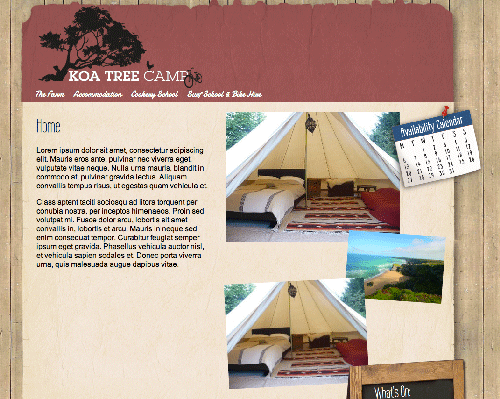 KOA TREE CAMP
The Farm Accommodation Cookery School Surf School & Bike Hire
Availability Calendar
M T W T F S S
Home
Lorem ipsum dolor sit amet, consectetur adipiscing
elit. Mauris eros ante, pulvinar nec viverra eget,
vulputate vitae neque. Nulla urna mauris, blandit in
commodo at, pulvinar gravida lectus. Aliquam
convallis tempus risus, ut egestas quam vehicula et.
Class aptent taciti sociosqu ad litora torquent per
conubia nostra, per inceptos himenaeos. Proin sed
volutpat mi. Fusce dolor arcu, lobortis sit amet
convallis in, lobortis et arcu. Mauris in neque sed
enim consequat tempor. Curabitur feugiat semper
ipsum eget gravida. Phasellus vehicula auctor nisl,
et vehicula sapien sodales et. Donec porta viverra
urna, quis malesuada augue dapibus vitae.
What's On: